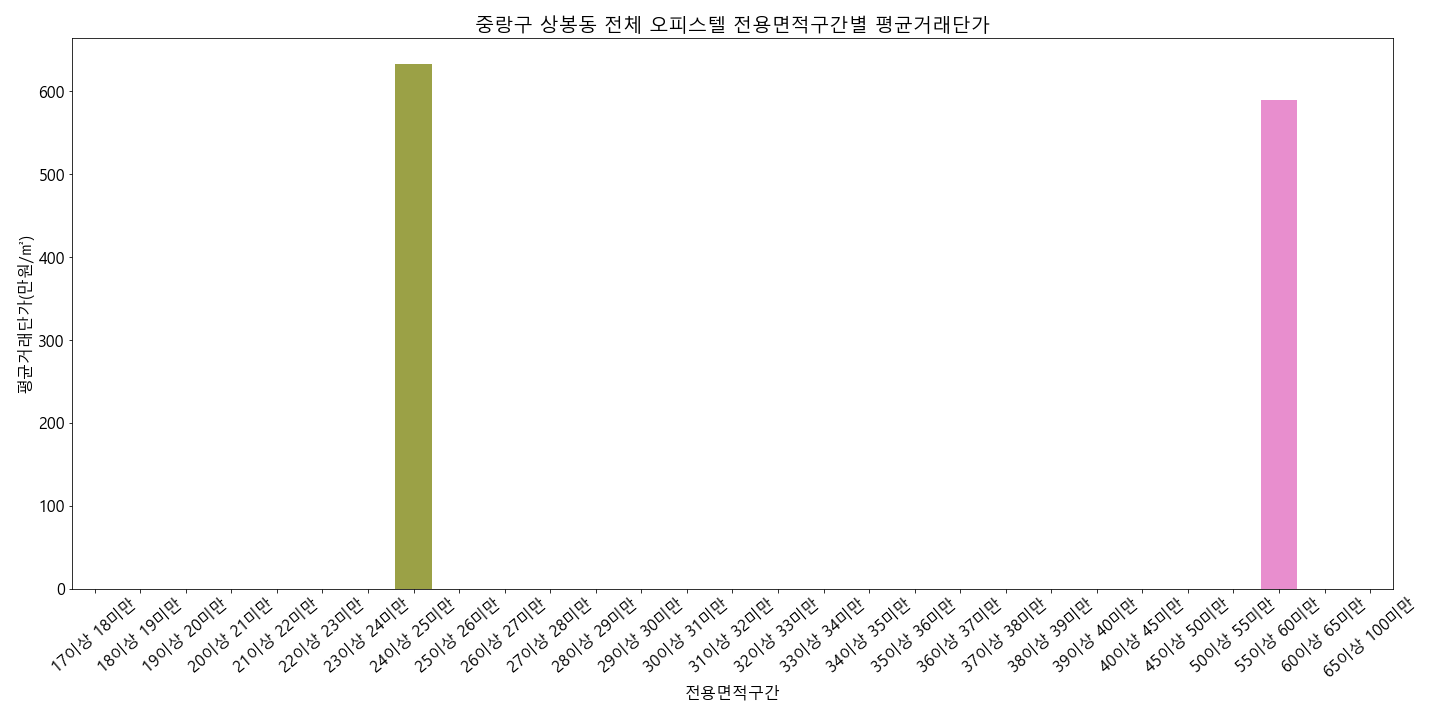 중랑구 상봉동 전체 오피스텔 전용면적구간별 평균거래단가
평균거래단가(만원/㎡)
600
500
400
300
200
100
0
17이상 18미만
18이상 19미만
19이상 20미만
20이상 21미만
21이상 22미만
22이상 23미만
23이상 24미만
24이상 25미만
25이상 26미만
26이상 27미만
27이상 28미만
28이상 29미만
29이상 30미만
30이상 31미만
31이상 32미만
32이상 33미만
33이상 34미만
34이상 35미만
35이상 36미만
36이상 37미만
37이상 38미만
38이상 39미만
39이상 40미만
40이상 45미만
45이상 50미만
50이상 55미만
55이상 60미만
60이상 65미만
65이상 100미만
전용면적구간